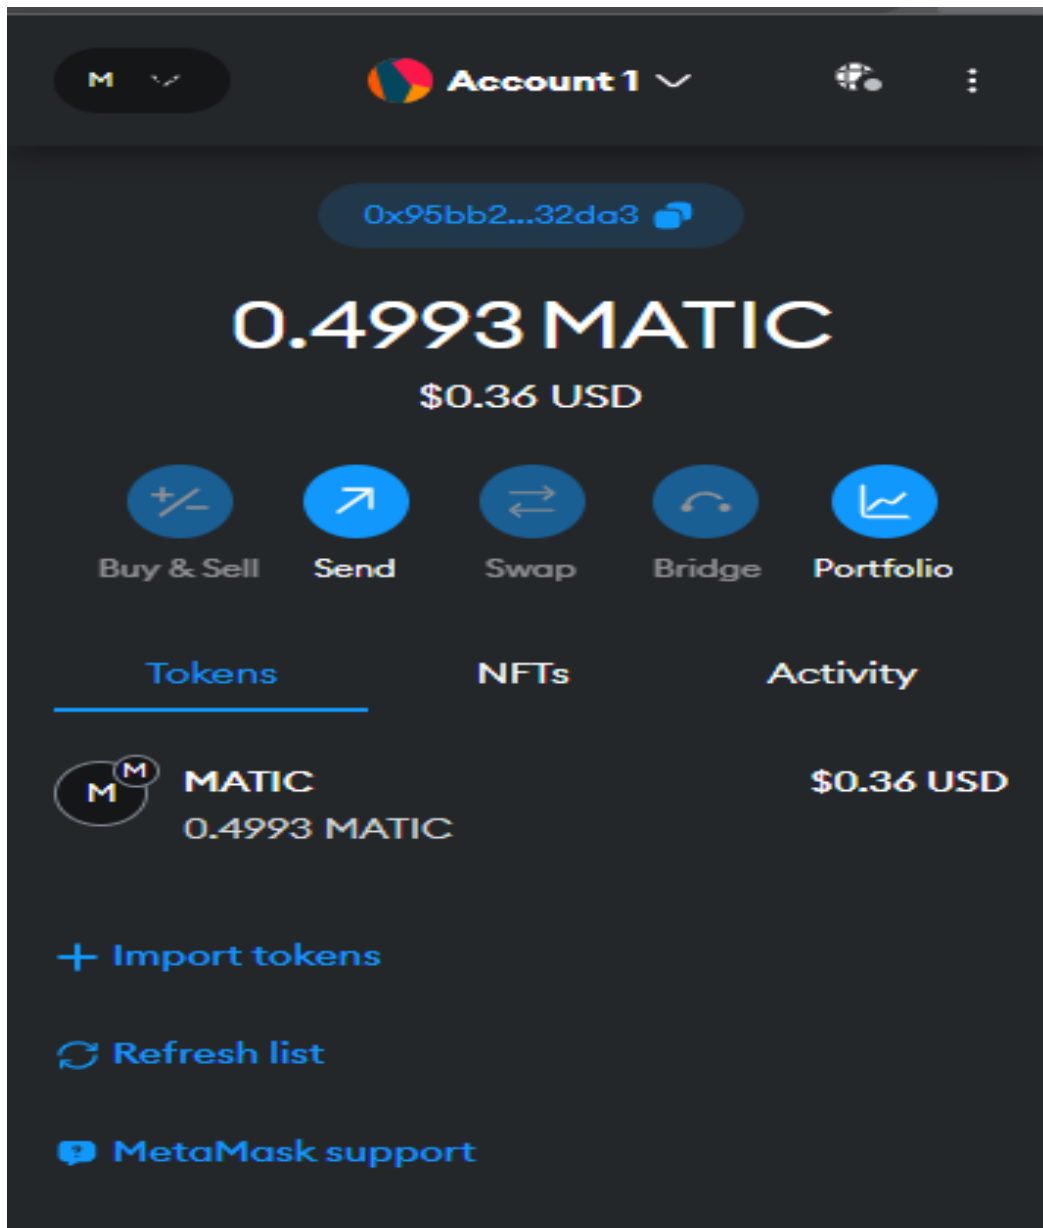 M Account 1
0x95bb2...32da3
0.4993 MATIC
$0.36 USD
Buy & Sell Send Swap Bridge Portfolio
Tokens NFTs Activity
M M MATIC $0.36 USD
0.4993 MATIC
Import tokens
Refresh list
MetaMask support